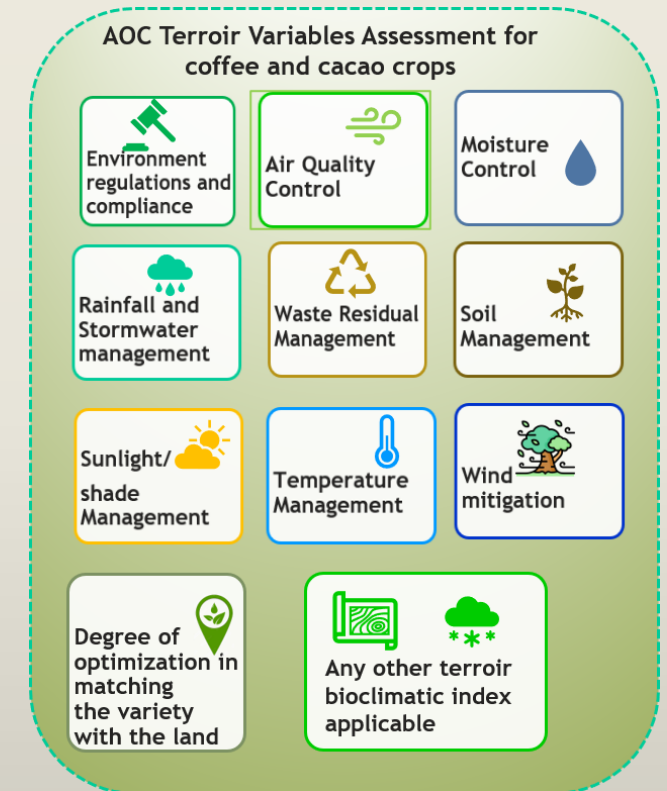 AOC Terroir Variables Assessment for
coffee and cacao crops
Environment
regulations and
compliance
Air Quality
Control
Moisture
Control
Rainfall and
Stormwater
management
Waste Residual
Management
Soil
Management
Sunlight/
shade
Management
Temperature
Management
Wind
mitigation
Degree of
optimization in
matching
the variety
with the land
Any other terroir
bioclimatic index
applicable